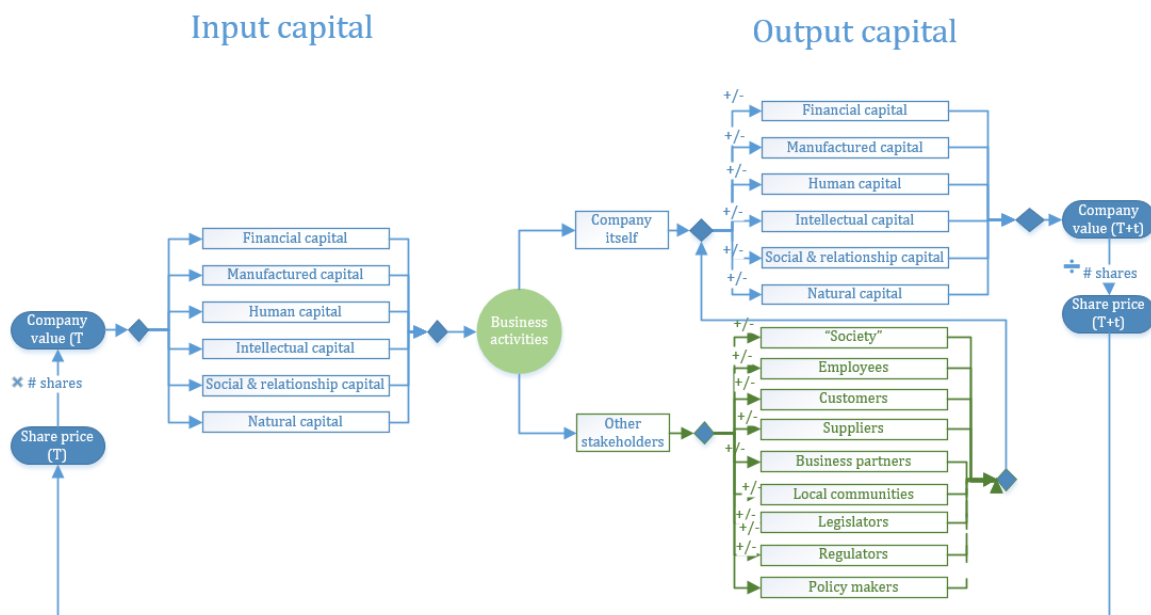 Input capital
Output capital
Share price
(T)
× # shares
Company
value (T
Financial capital
Manufactured capital
Human capital
Intellectual capital
Social & relationship capital
Natural capital
Business
activities
Company
itself
Other
stakeholders
+/-
Financial capital
+/-
Manufactured capital
+/-
Human capital
+/-
Intellectual capital
+/-
Social & relationship capital
+/-
Natural capital
+/-
“Society”
+/-
Employees
+/-
Customers
+/-
Suppliers
+/-
Business partners
+/-
Local communities
+/-
Legislators
+/-
Regulators
+/-
Policy makers
Company
value (T+t)
÷ # shares
Share price
(T+t)